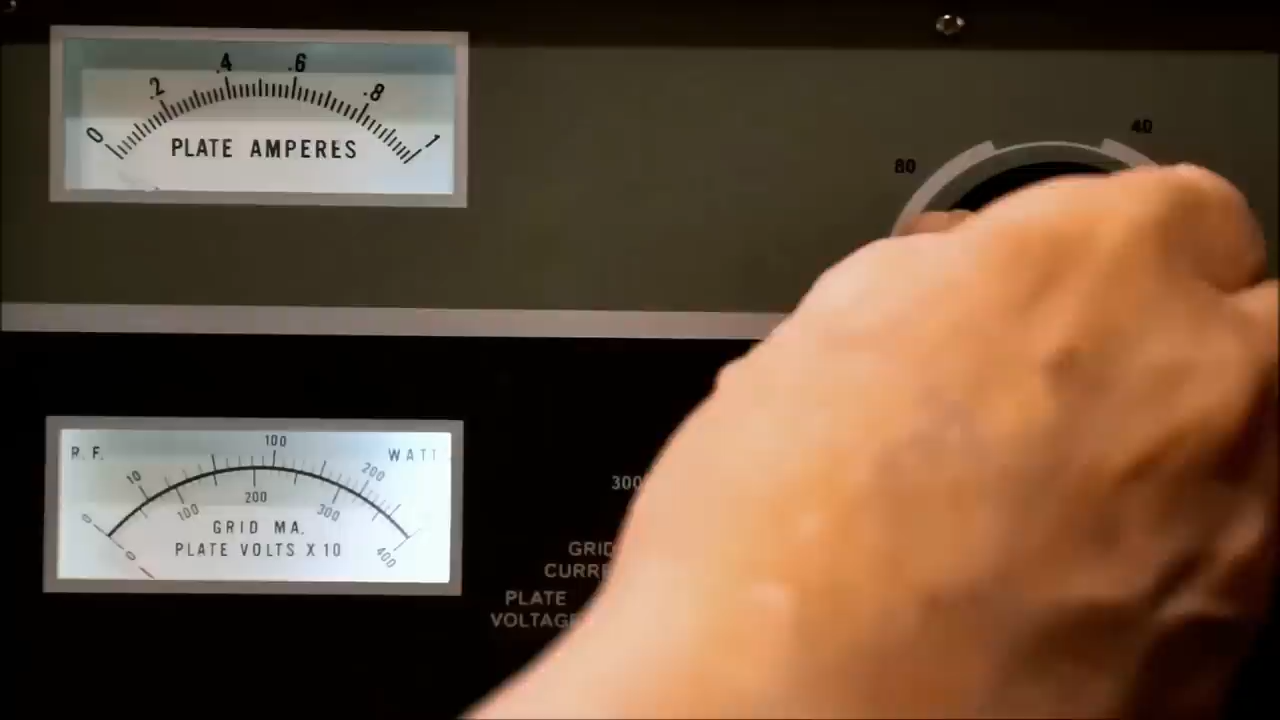 0 .2 .4 .6 .8 1
PLATE AMPERES
80 40
R.F. 100 WATT
10 200
0 100 200 300 400
GRID MA.
PLATE VOLTS X 10
0
300
GRID
PLATE